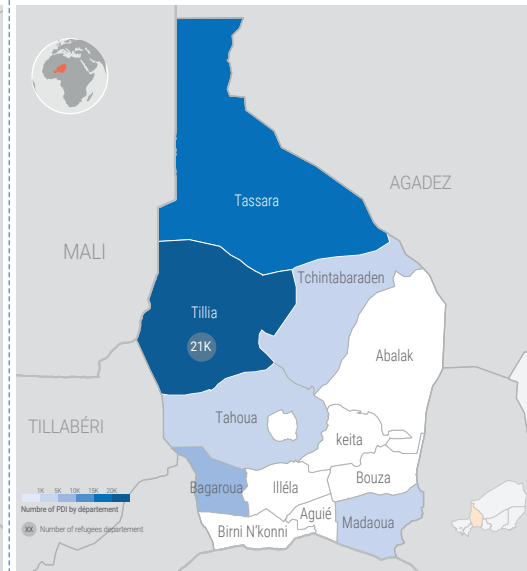 AGADEZ
Tassara
MALI
Tchintabaraden
Tillia
21K
Abalak
TILLABÉRI
Tahoua
keita
Bagaroua
Illéla
Bouza
Aguié
Madaoua
Birni N'konni
1K 5K 10K 15K 20K
Number of PDI by département
XX Number of refugees département